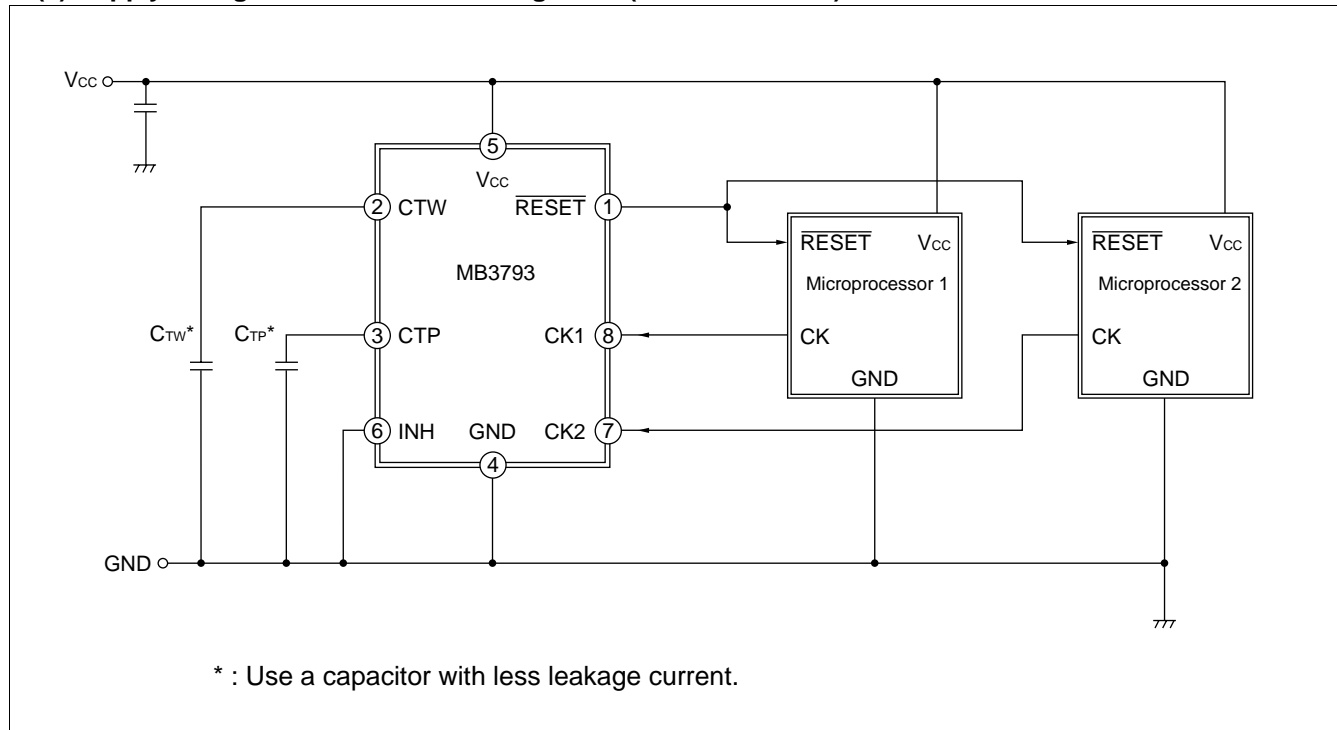 Vcc
5
Vcc
2 CTW
RESET 1
RESET Vcc
RESET Vcc
MB3793
Microprocessor 1
Microprocessor 2
CTW*
CTP*
3 CTP
CK1 8
CK
CK
GND
GND
6 INH
GND
CK2 7
4
GND
* : Use a capacitor with less leakage current.